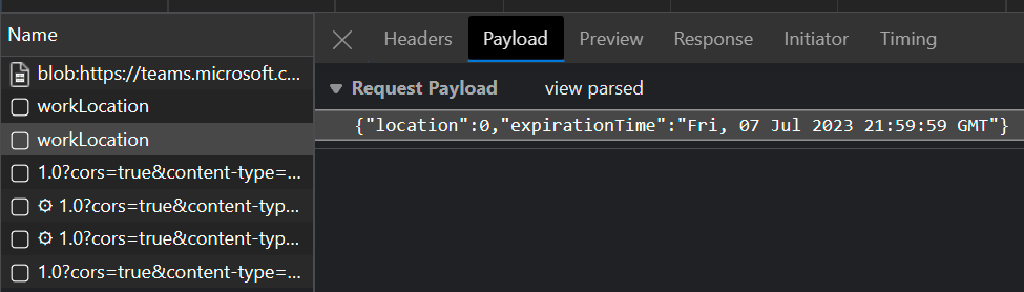 Name
blob:https://teams.microsoft.c...
workLocation
workLocation
1.0?cors=true&content-type=...
1.0?cors=true&content-typ...
1.0?cors=true&content-typ...
1.0?cors=true&content-type=...
Headers Payload Preview Response Initiator Timing
Request Payload view parsed
{"location":0,"expirationTime":"Fri, 07 Jul 2023 21:59:59 GMT"}